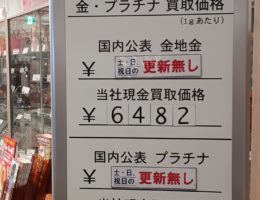 金・プラチナ 買取価格
(1gあたり)
国内公表 金地金
¥ 土・日、祝日の 更新無し
当社現金買取価格
¥ 6482
国内公表 プラチナ
¥ 土・日、祝日の 更新無し